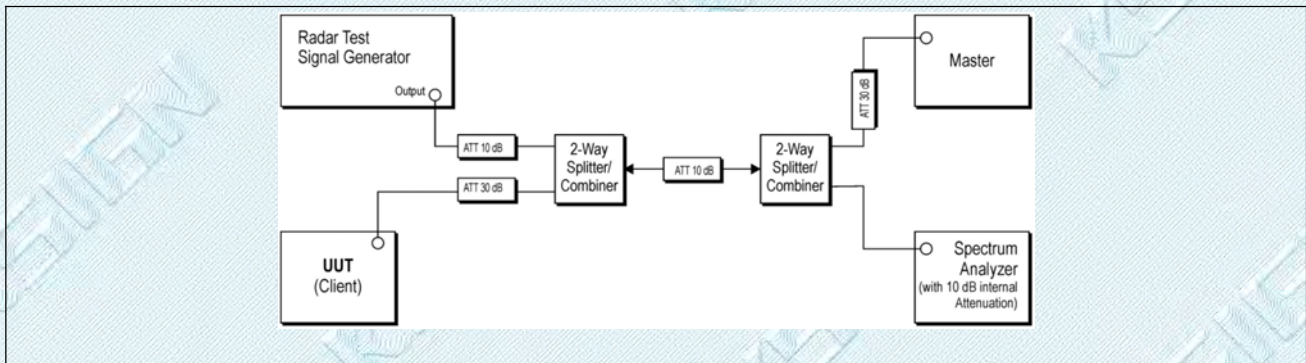 Radar Test
Signal Generator
Output
ATT 10 dB
ATT 30 dB
UUT
(Client)
2-Way
Splitter/
Combiner
ATT 10 dB
2-Way
Splitter/
Combiner
ATT 30 dB
Master
Spectrum
Analyzer
(with 10 dB internal
Attenuation)